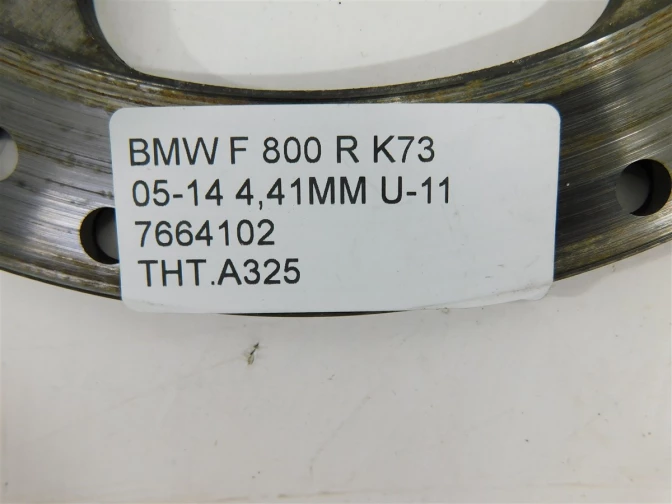 BMW F 800 R K73
05-14 4,41MM U-11
7664102
THT.A325